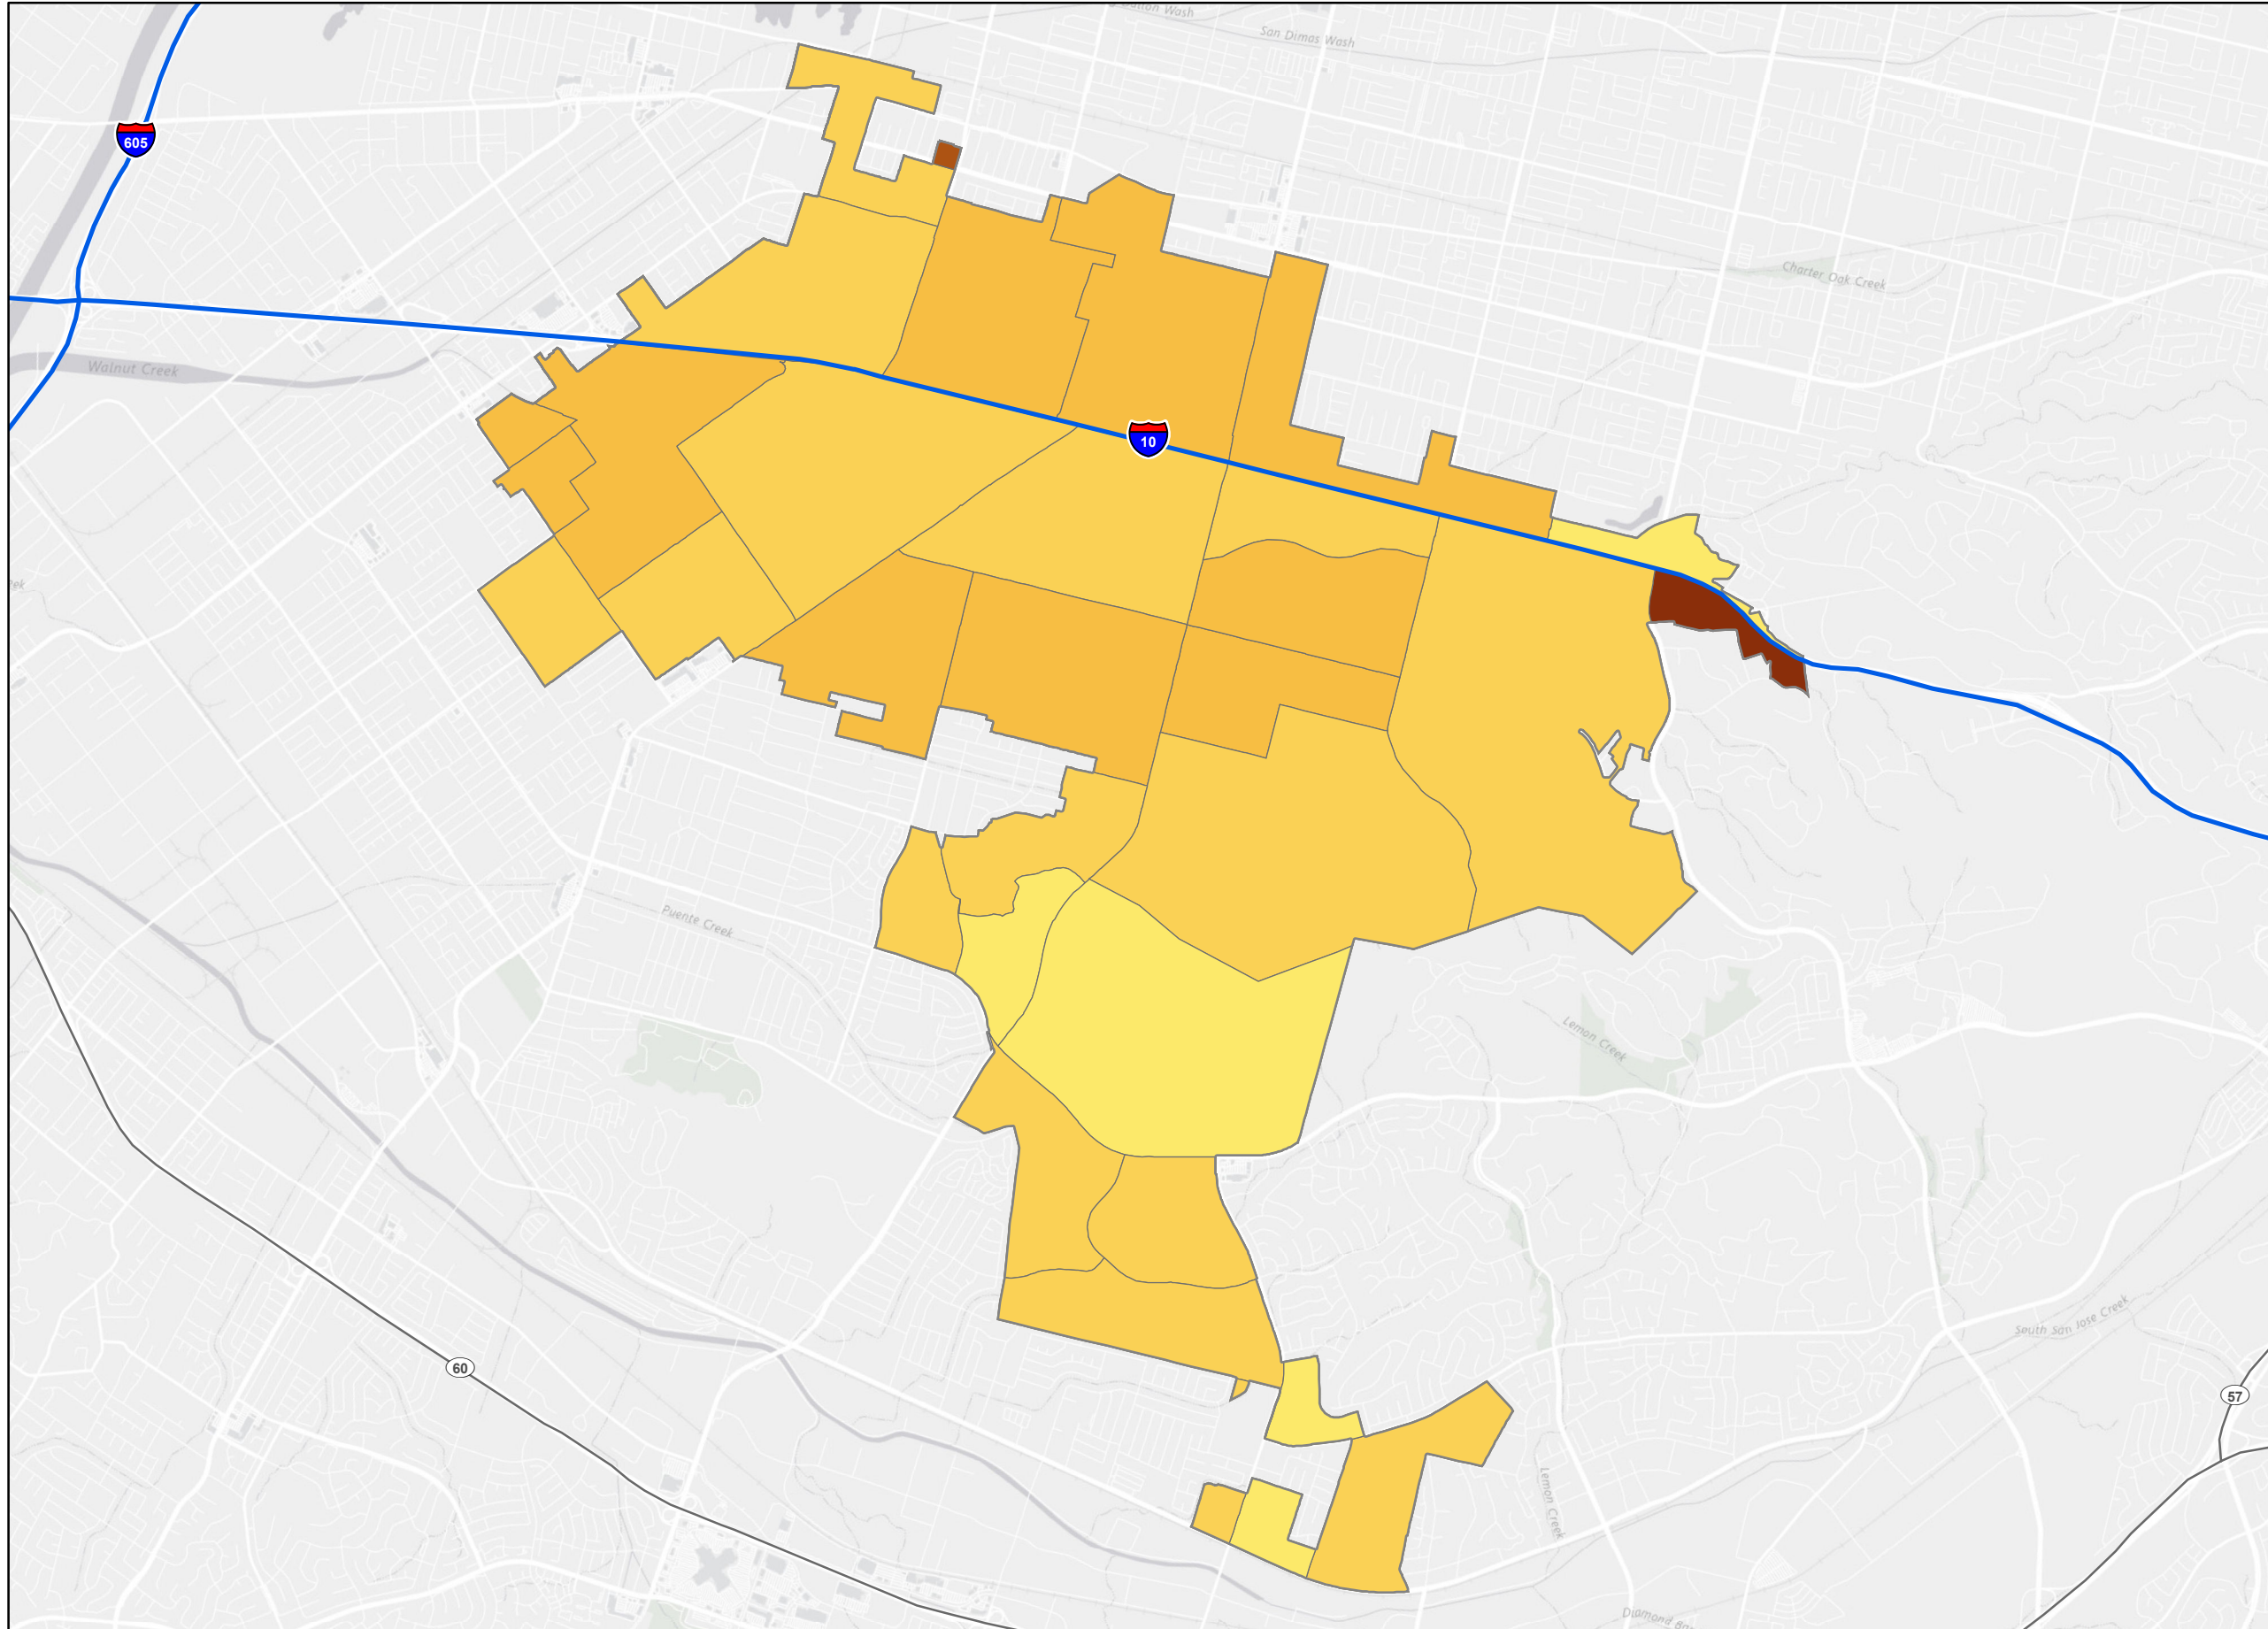 San Dimas Wash
605
Charter Oak Creek
Walnut Creek
10
Puente Creek
Lemon Creek
South San Jose Creek
60
57
Lemon Creek